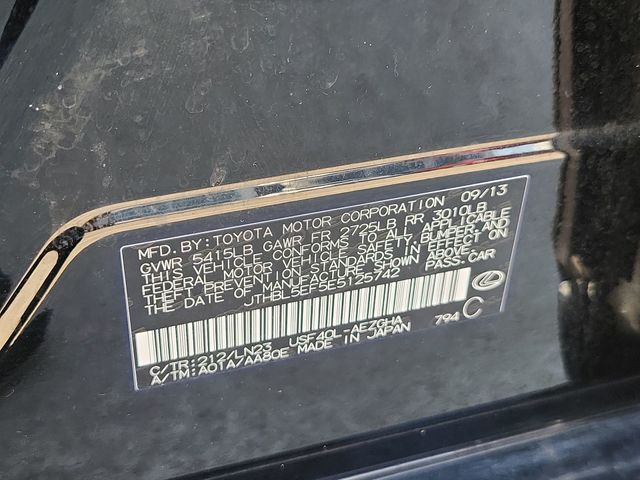 MFD. BY: TOYOTA MOTOR CORPORATION 09/13
GVWR 5415LB GAWR FR 2725LB RR 3010LB
THIS VEHICLE CONFORMS TO ALL APPLICABLE
FEDERAL MOTOR VEHICLE SAFETY, BUMPER, AND
THEFT PREVENTION STANDARDS IN EFFECT ON
THE DATE OF MANUFACTURE SHOWN ABOVE.
JTHBL5EF5E5125742 PASS-CAR
C/TR: 212/LN23 USF40L-AEZGHA 794 C
A/TM: A01A/AA80E MADE IN JAPAN